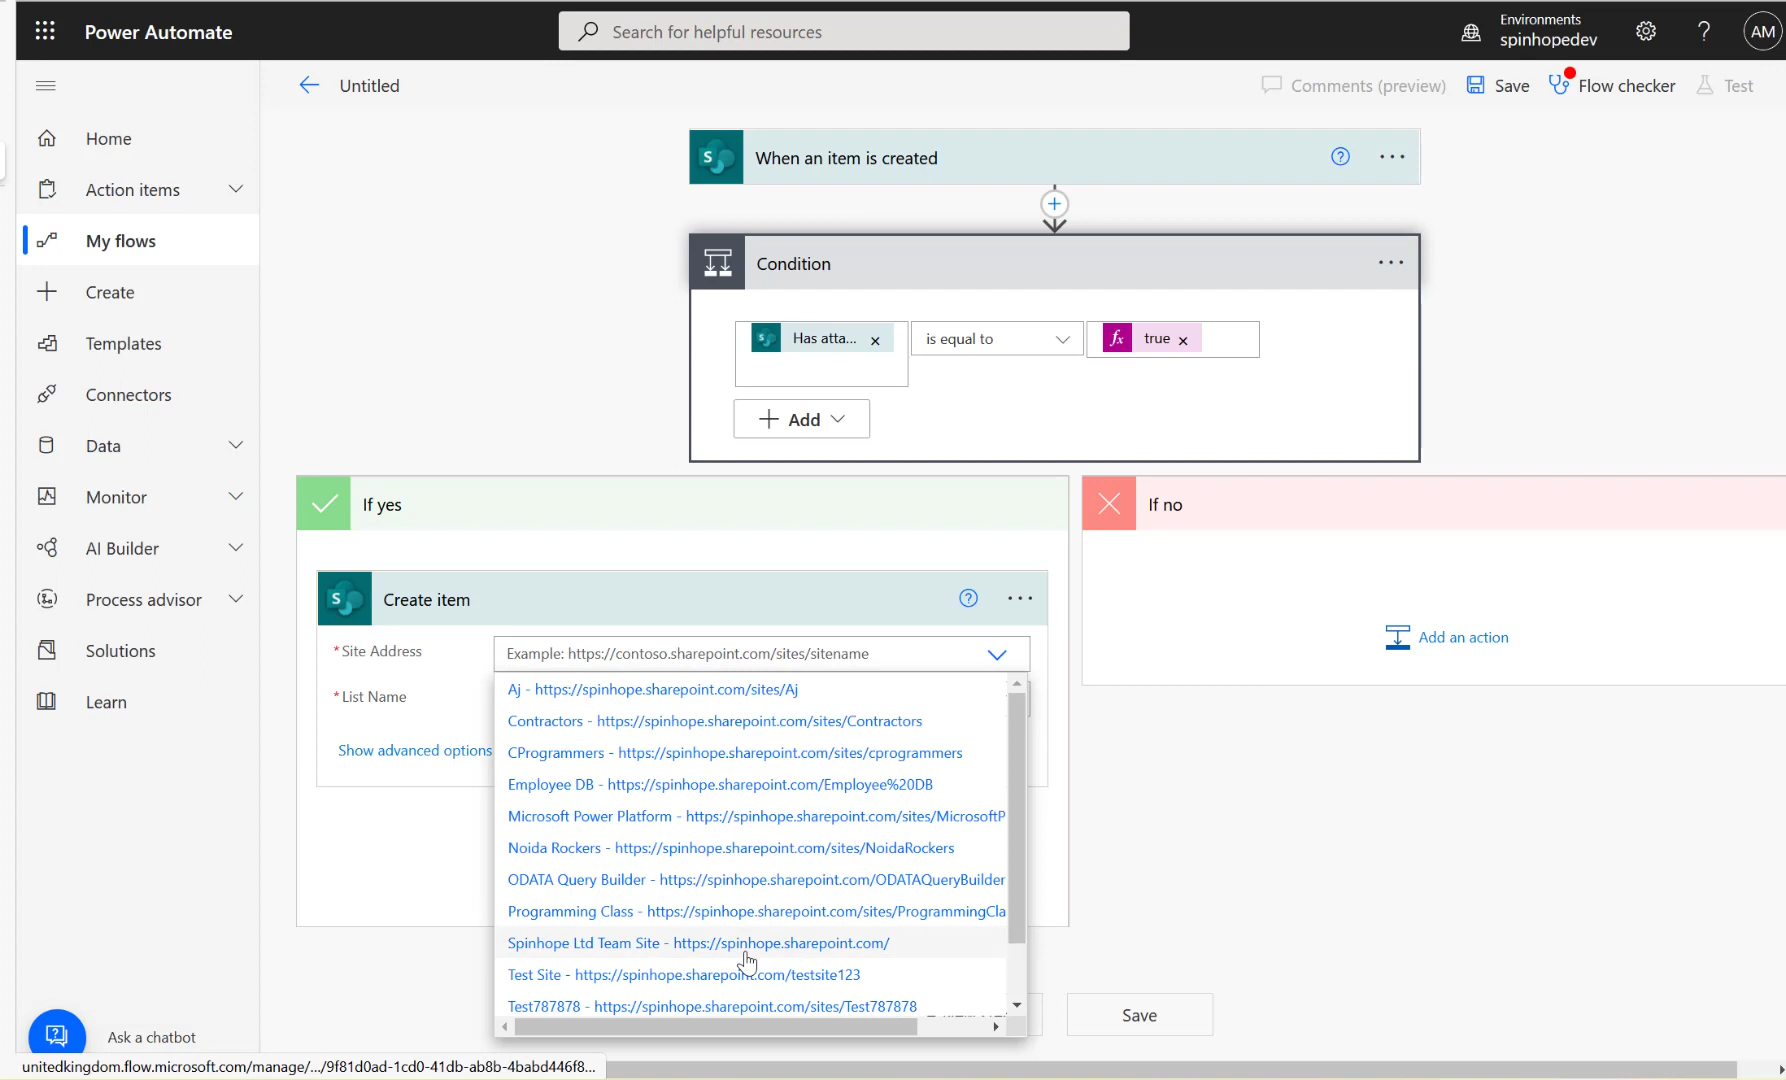 Power Automate
Search for helpful resources
Environments
spinhopedev
?
AM
Untitled
Comments (preview)
Save
Flow checker
Test
Home
Action items
My flows
Create
Templates
Connectors
Data
Monitor
AI Builder
Process advisor
Solutions
Learn
Ask a chatbot
S
When an item is created
?
...
Condition
...
S
Has atta... ×
is equal to
fx
true ×
Add
If yes
If no
S
Create item
?
...
Add an action
* Site Address
Example: https://contoso.sharepoint.com/sites/sitename
* List Name
Show advanced options
Aj - https://spinhope.sharepoint.com/sites/Aj
Contractors - https://spinhope.sharepoint.com/sites/Contractors
CProgrammers - https://spinhope.sharepoint.com/sites/cprogrammers
Employee DB - https://spinhope.sharepoint.com/Employee%20DB
Microsoft Power Platform - https://spinhope.sharepoint.com/sites/MicrosoftP
Noida Rockers - https://spinhope.sharepoint.com/sites/NoidaRockers
ODATA Query Builder - https://spinhope.sharepoint.com/ODATAQueryBuilder
Programming Class - https://spinhope.sharepoint.com/sites/ProgrammingCla
Spinhope Ltd Team Site - https://spinhope.sharepoint.com/
Test Site - https://spinhope.sharepoint.com/testsite123
Test787878 - https://spinhope.sharepoint.com/sites/Test787878
Save
unitedkingdom.flow.microsoft.com/manage/.../9f81d0ad-1cd0-41db-ab8b-4babd446f8...